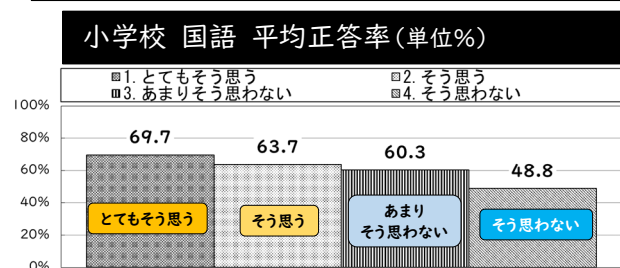 小学校 国語 平均正答率(単位%)
1. とてもそう思う 2. そう思う
3. あまりそう思わない 4. そう思わない
100%
80%
60%
40%
20%
0%
69.7
63.7
60.3
48.8
とてもそう思う
そう思う
あまり
そう思わない
そう思わない